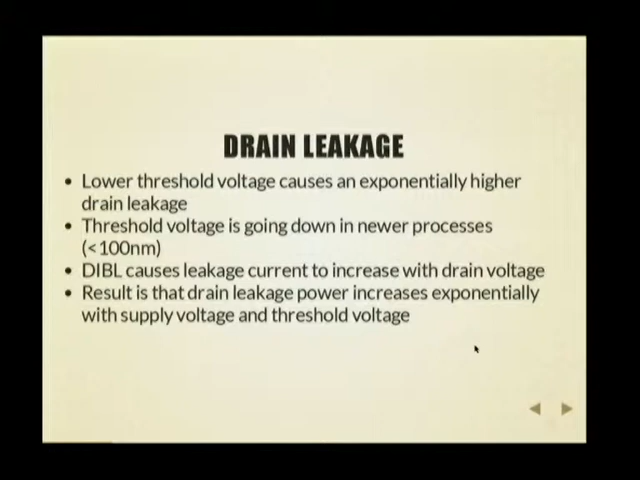 DRAIN LEAKAGE
• Lower threshold voltage causes an exponentially higher
drain leakage
• Threshold voltage is going down in newer processes
(<100nm)
• DIBL causes leakage current to increase with drain voltage
• Result is that drain leakage power increases exponentially
with supply voltage and threshold voltage